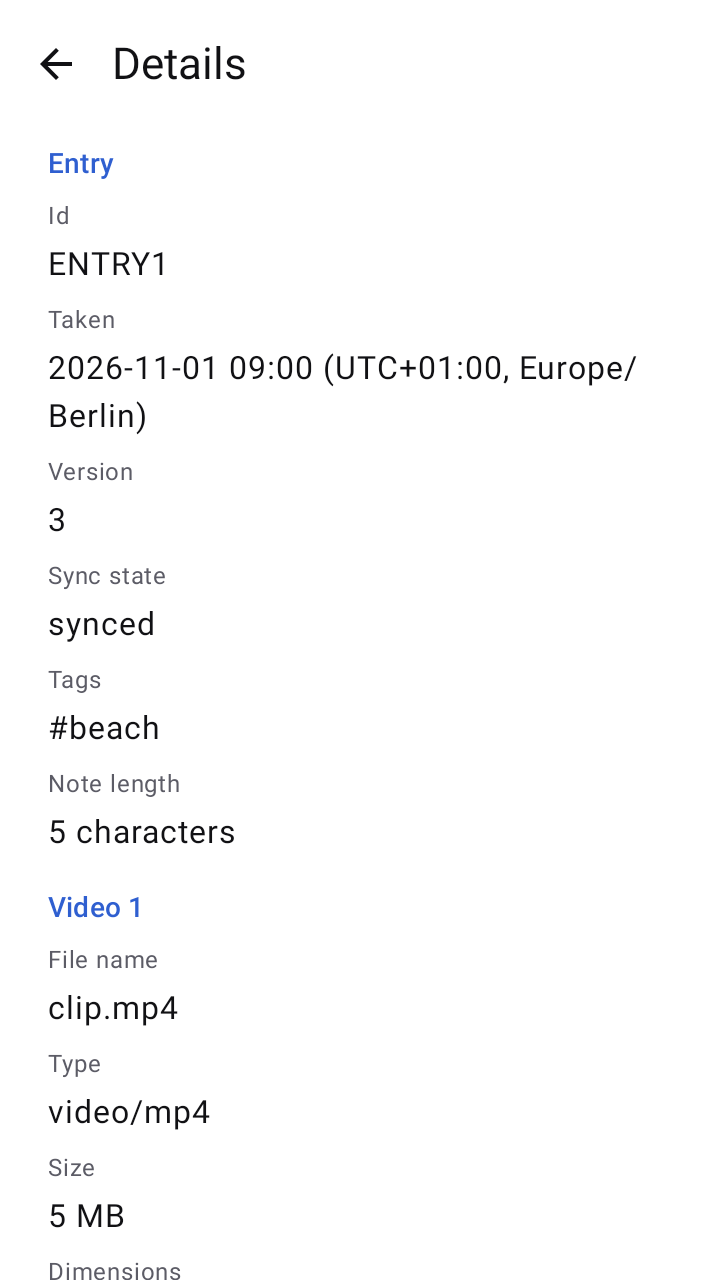 Details
Entry
Id
ENTRY1
Taken
2026-11-01 09:00 (UTC+01:00, Europe/
Berlin)
Version
3
Sync state
synced
Tags
#beach
Note length
5 characters
Video 1
File name
clip.mp4
Type
video/mp4
Size
5 MB
Dimensions